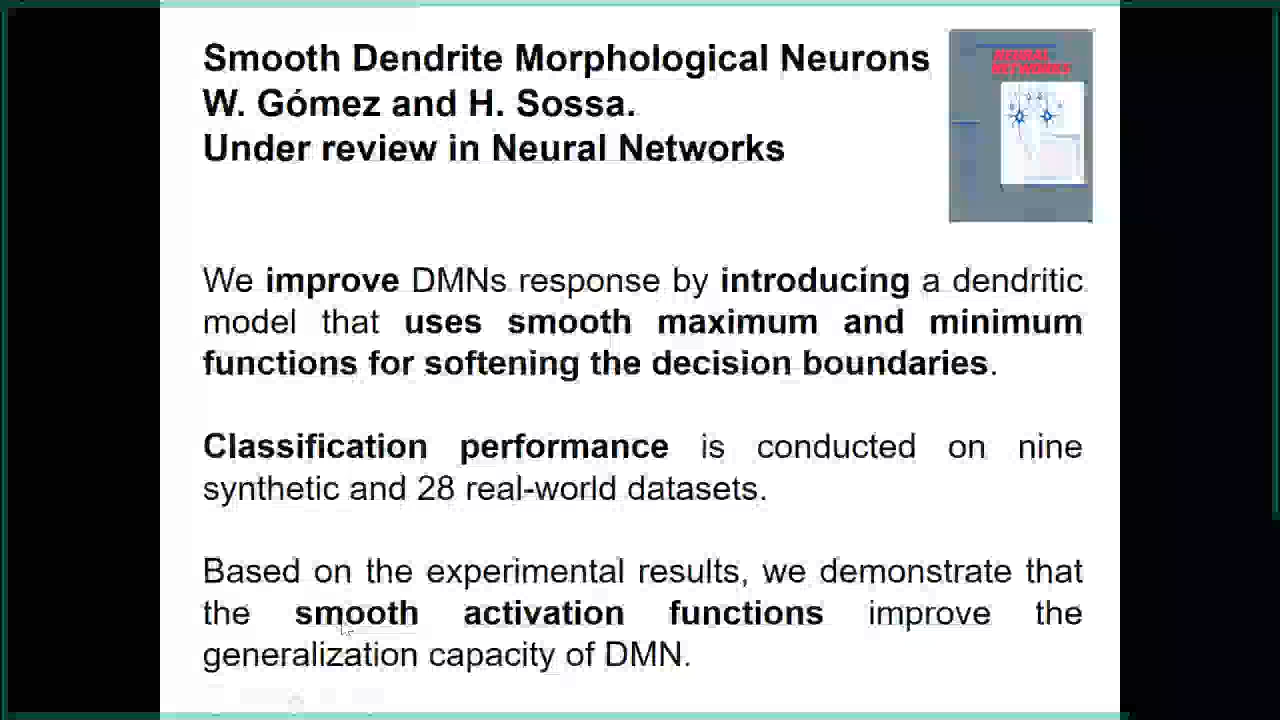 Smooth Dendrite Morphological Neurons
W. Gómez and H. Sossa.
Under review in Neural Networks
NEURAL
NETWORKS
We improve DMNs response by introducing a dendritic
model that uses smooth maximum and minimum
functions for softening the decision boundaries.
Classification performance is conducted on nine
synthetic and 28 real-world datasets.
Based on the experimental results, we demonstrate that
the smooth activation functions improve the
generalization capacity of DMN.